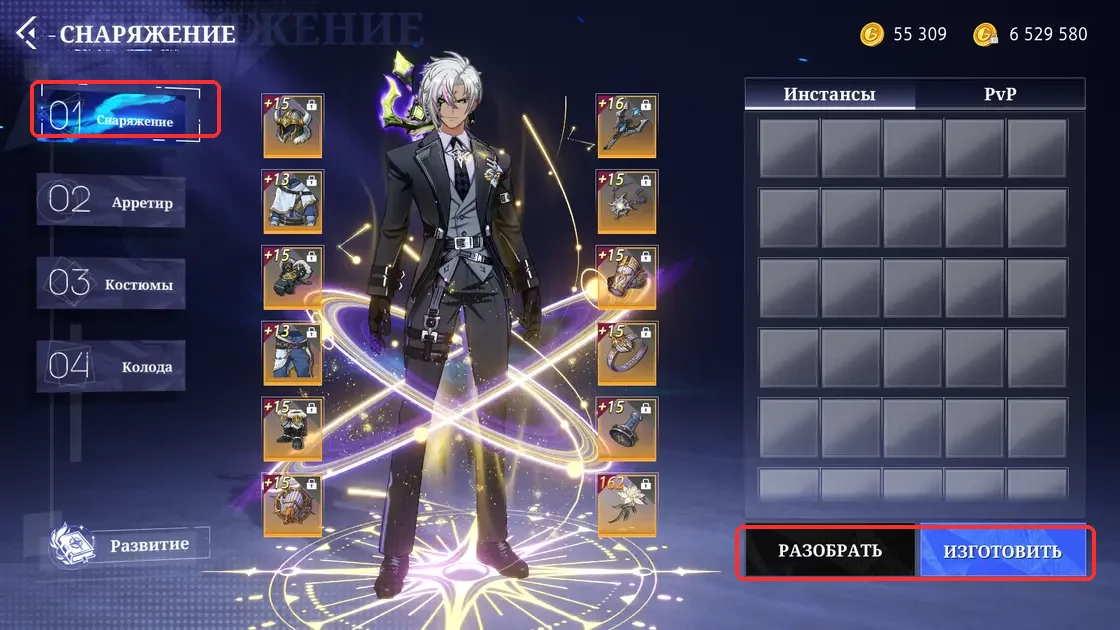 СНАРЯЖЕНИЕ
55 309
6 529 580
01 Снаряжение
02 Арретир
03 Костюмы
04 Колода
Развитие
+15
+13
+15
+13
+15
+15
+16
+15
+15
+15
+15
162
Инстансы
PvP
РАЗОБРАТЬ
ИЗГОТОВИТЬ